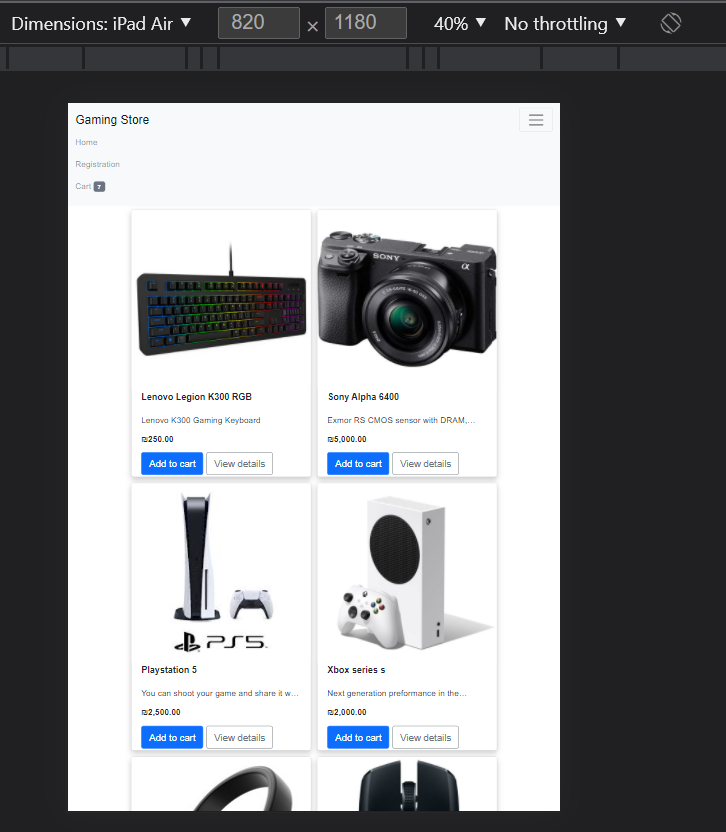 Dimensions: iPad Air ▼ 820 × 1180 40% ▼ No throttling ▼
Gaming Store
Home
Registration
Cart 7
SONY α
Lenovo Legion K300 RGB
Sony Alpha 6400
Lenovo K300 Gaming Keyboard
Exmor RS CMOS sensor with DRAM,...
₪250.00
₪5,000.00
Add to cart View details
Add to cart View details
PS5.
Playstation 5
Xbox series s
You can shoot your game and share it w...
Next generation preformance in the...
₪2,500.00
₪2,000.00
Add to cart View details
Add to cart View details